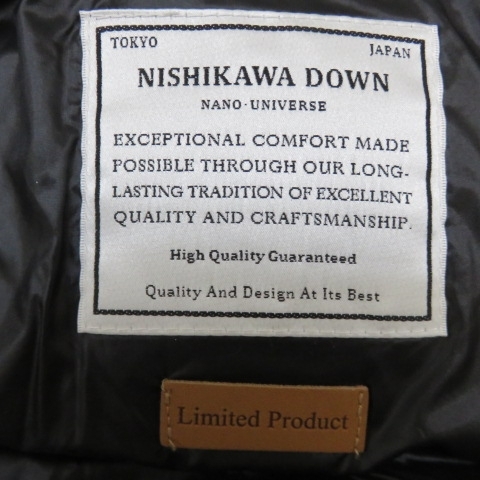 TOKYO JAPAN
NISHIKAWA DOWN
NANO·UNIVERSE
EXCEPTIONAL COMFORT MADE
POSSIBLE THROUGH OUR LONG-
LASTING TRADITION OF EXCELLENT
QUALITY AND CRAFTSMANSHIP.
High Quality Guaranteed
Quality And Design At Its Best
Limited Product